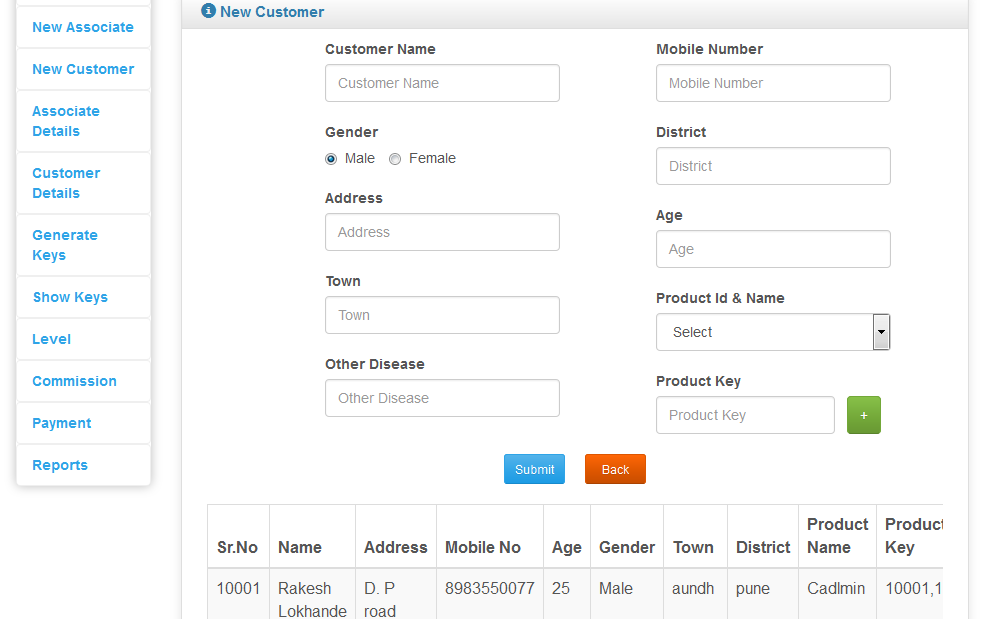 New Associate
New Customer
Associate
Details
Customer
Details
Generate
Keys
Show Keys
Level
Commission
Payment
Reports
New Customer
Customer Name
Customer Name
Gender
Male Female
Address
Address
Town
Town
Other Disease
Other Disease
Mobile Number
Mobile Number
District
District
Age
Age
Product Id & Name
Select
Product Key
Product Key +
Submit Back
Sr.No Name Address Mobile No Age Gender Town District Product Name Product Key
10001 Rakesh Lokhande D. P road 8983550077 25 Male aundh pune Cadlmin 10001,1